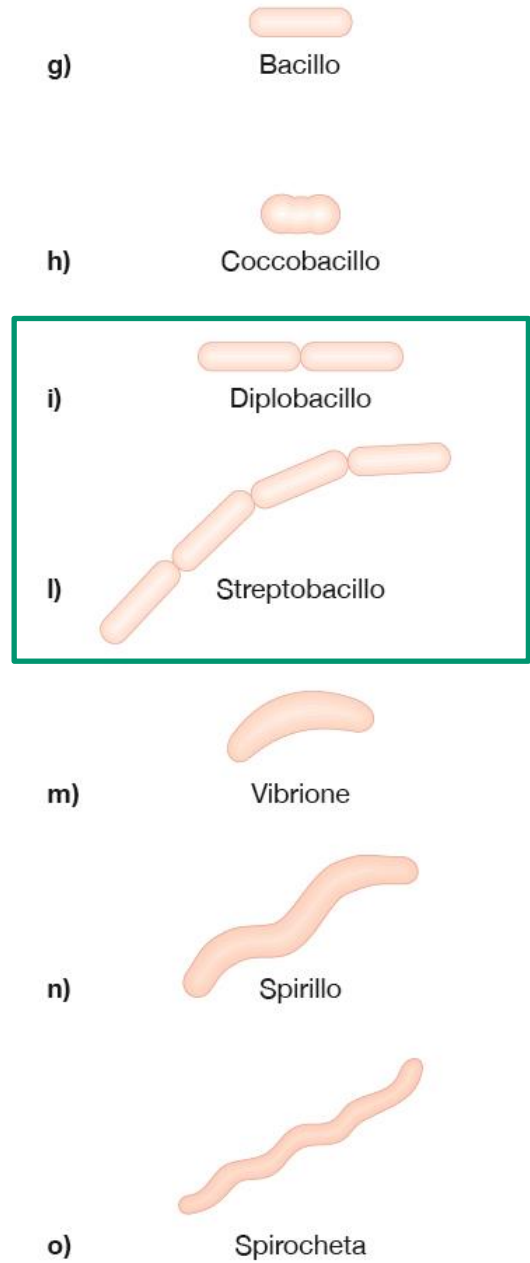 g) Bacillo
h) Coccobacillo
i) Diplobacillo
l) Streptobacillo
m) Vibrione
n) Spirillo
o) Spirocheta